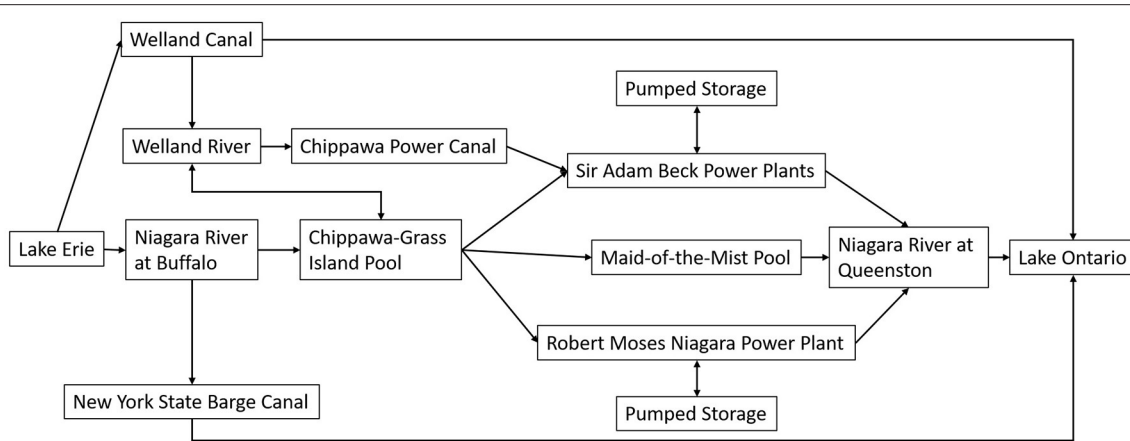 Welland Canal
Pumped Storage
Welland River
Chippawa Power Canal
Sir Adam Beck Power Plants
Lake Erie
Niagara River
at Buffalo
Chippawa-Grass
Island Pool
Maid-of-the-Mist Pool
Niagara River at
Queenston
Lake Ontario
Robert Moses Niagara Power Plant
New York State Barge Canal
Pumped Storage